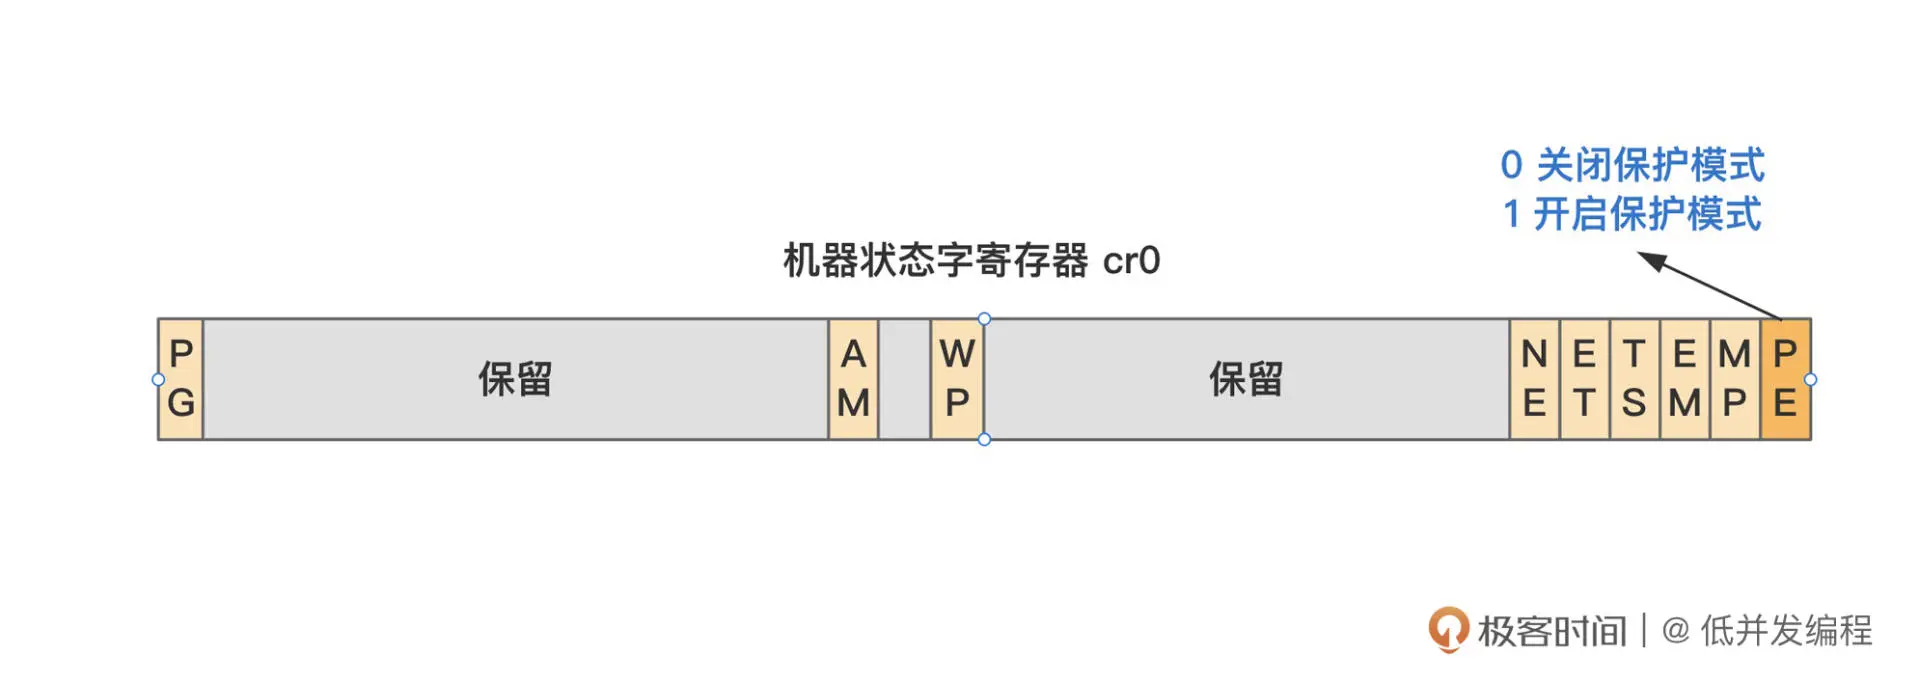 0 关闭保护模式
1 开启保护模式
机器状态字寄存器 cr0
PG 保留 AM WP 保留 NE ET TS EM MP PE
极客时间 | @ 低并发编程